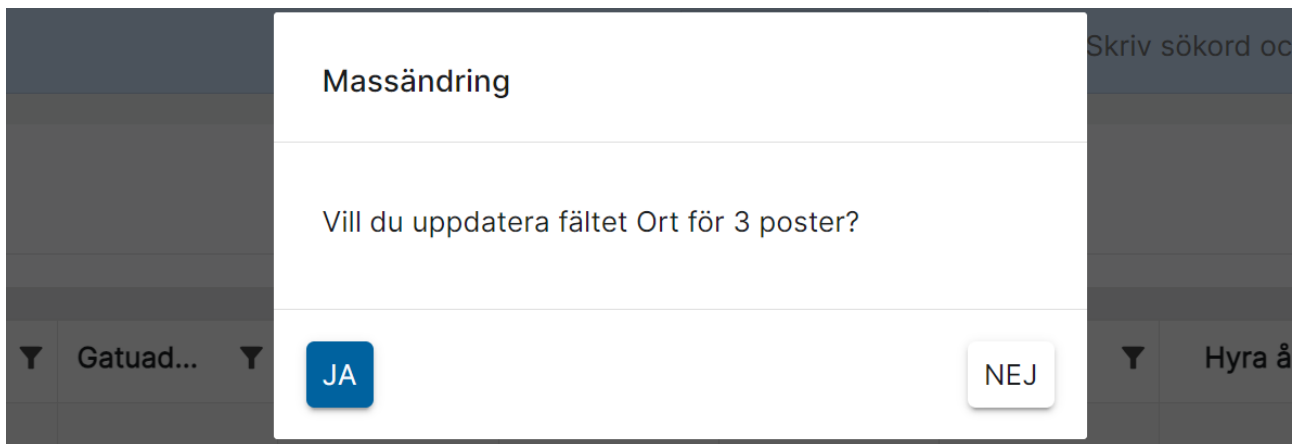 Skriv sökord oc
Massändring
Vill du uppdatera fältet Ort för 3 poster?
Gatuad...
Hyra å
JA
NEJ